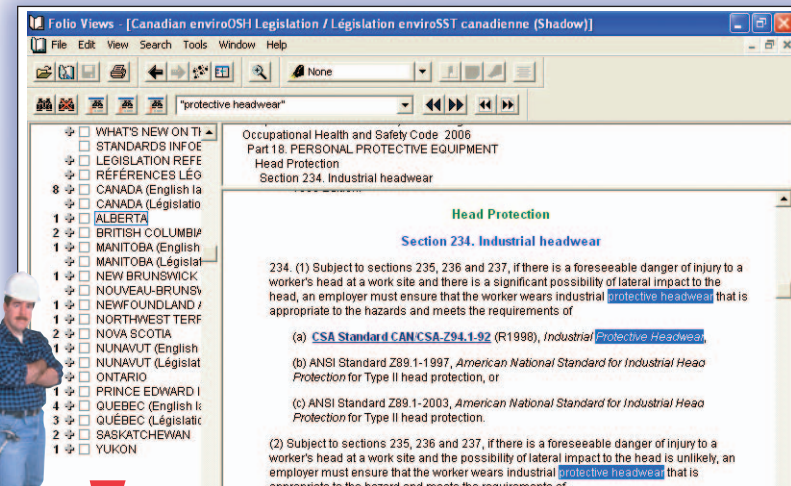 Folio Views - [Canadian enviroOSH Legislation / Législation enviroSST canadienne (Shadow)]
File Edit View Search Tools Window Help
None
"protective headwear"
WHAT'S NEW ON TH
STANDARDS INFOE
LEGISLATION REFE
RÉFÉRENCES LÉG
8 CANADA (English la
CANADA (Législatio
1 ALBERTA
2 BRITISH COLUMBIA
1 MANITOBA (English
MANITOBA (Législat
1 NEW BRUNSWICK
NOUVEAU-BRUNSW
1 NEWFOUNDLAND
1 NORTHWEST TERR
2 NOVA SCOTIA
1 NUNAVUT (English
NUNAVUT (Législat
ONTARIO
1 PRINCE EDWARD I
4 QUEBEC (English la
3 QUÉBEC (Législatio
2 SASKATCHEWAN
1 YUKON
Occupational Health and Safety Code 2006
Part 18. PERSONAL PROTECTIVE EQUIPMENT
Head Protection
Section 234. Industrial headwear
Head Protection
Section 234. Industrial headwear
234. (1) Subject to sections 235, 236 and 237, if there is a foreseeable danger of injury to a
worker's head at a work site and there is a significant possibility of lateral impact to the
head, an employer must ensure that the worker wears industrial protective headwear that is
appropriate to the hazards and meets the requirements of
(a) CSA Standard CAN/CSA-Z94.1-92 (R1998), Industrial Protective Headwear,
(b) ANSI Standard Z89.1-1997, American National Standard for Industrial Head
Protection for Type II head protection, or
(c) ANSI Standard Z89.1-2003, American National Standard for Industrial Head
Protection for Type II head protection.
(2) Subject to sections 235, 236 and 237, if there is a foreseeable danger of injury to a
worker's head at a work site and the possibility of lateral impact to the head is unlikely, an
employer must ensure that the worker wears industrial protective headwear that is
appropriate to the hazard and meets the requirements of